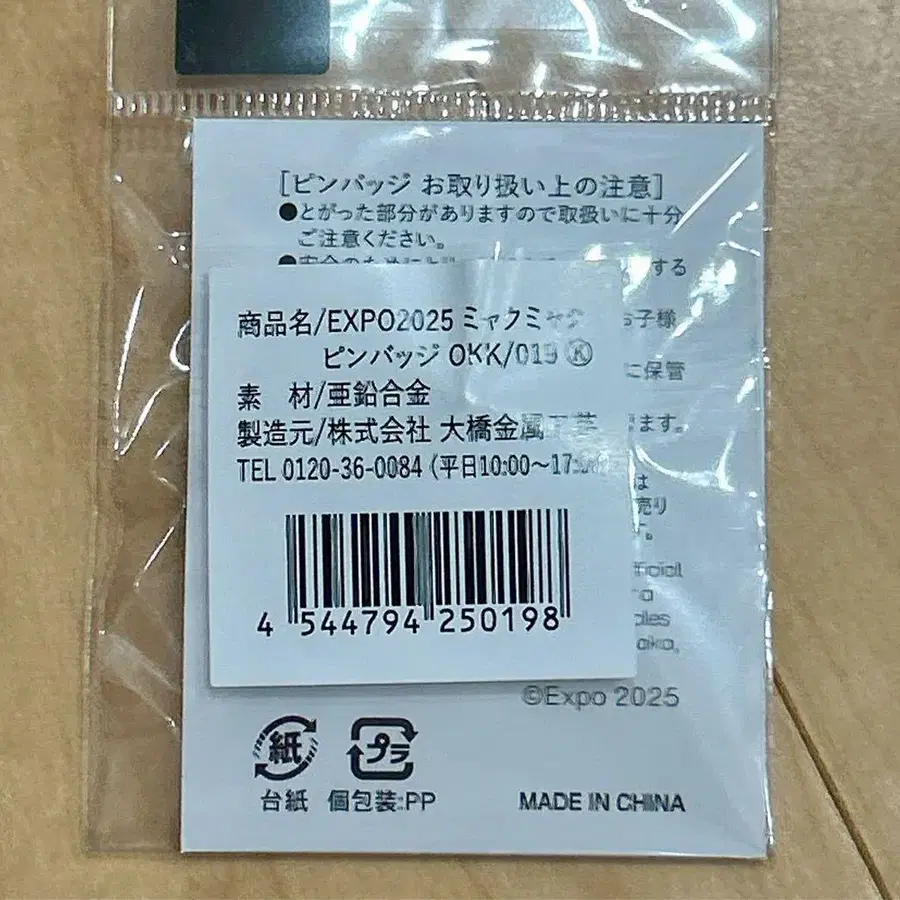 [ピンバッジ お取り扱い上の注意]
●とがった部分がありますので取扱いに十分
ご注意ください。
する
お子様
に保管
ます。
は
売り
す。
商品名/EXPO2025 ミャクミャク
ピンバッジ OKK/019 Ⓚ
素 材/亜鉛合金
製造元/株式会社 大橋金属工芸
TEL 0120-36-0084 (平日10:00～17:00)
4 544794 250198
©Expo 2025
紙
プラ
台紙 個包装:PP
MADE IN CHINA